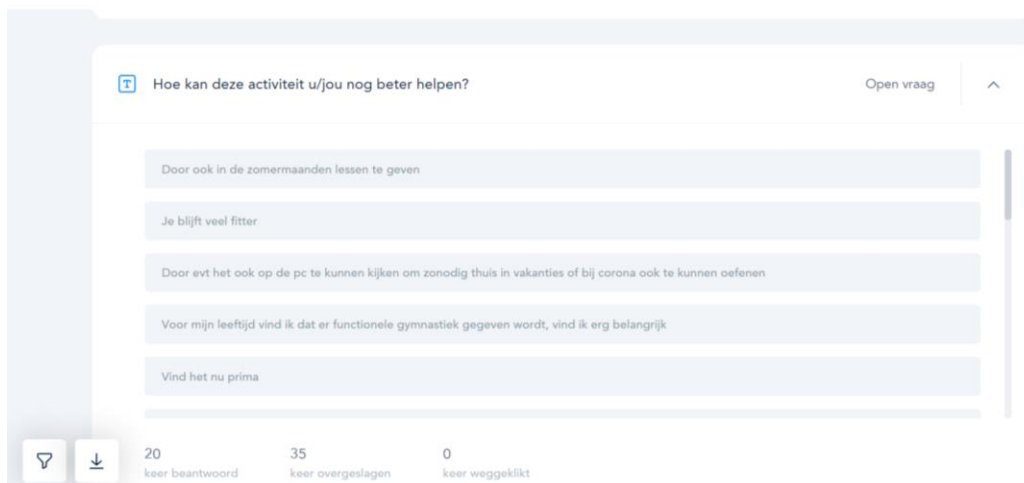 Hoe kan deze activiteit u/jou nog beter helpen?
Open vraag
Door ook in de zomermaanden lessen te geven
Je blijft veel fitter
Door evt het ook op de pc te kunnen kijken om zonodig thuis in vakanties of bij corona ook te kunnen oefenen
Voor mijn leeftijd vind ik dat er functionele gymnastiek gegeven wordt, vind ik erg belangrijk
Vind het nu prima
20
keer beantwoord
35
keer overgeslagen
0
keer weggeklikt